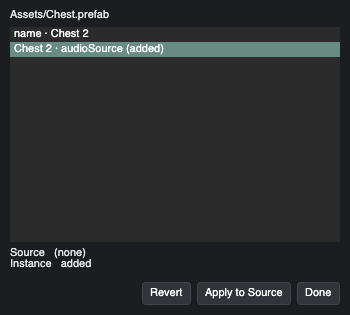 Assets/Chest.prefab
name · Chest 2
Chest 2 · audioSource (added)
Source (none)
Instance added
Revert Apply to Source Done